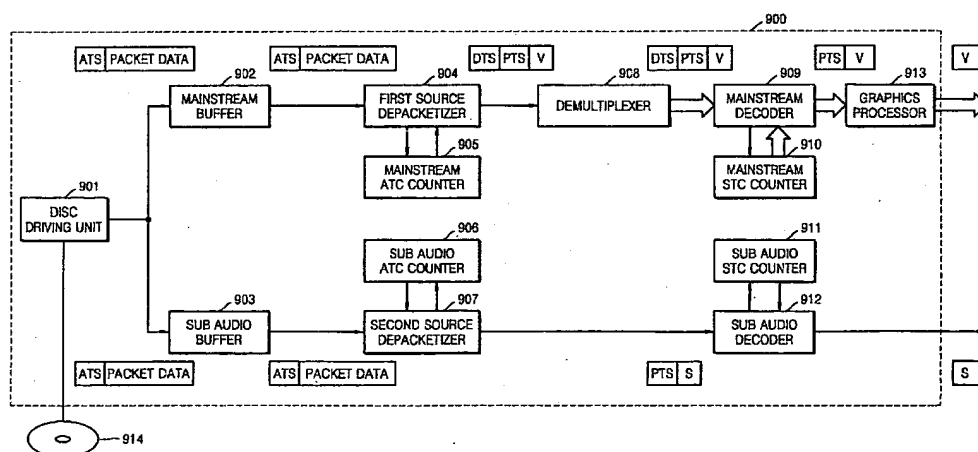 900
ATS PACKET DATA
ATS PACKET DATA
DTS PTS V
DTS PTS V
PTS V
V
902
MAINSTREAM
BUFFER
904
FIRST SOURCE
DEPACKETIZER
908
DEMULTIPLEXER
909
MAINSTREAM
DECODER
913
GRAPHICS
PROCESSOR
905
MAINSTREAM
ATC COUNTER
910
MAINSTREAM
STC COUNTER
901
DISC
DRIVING UNIT
906
SUB AUDIO
ATC COUNTER
911
SUB AUDIO
STC COUNTER
903
SUB AUDIO
BUFFER
907
SECOND SOURCE
DEPACKETIZER
912
SUB AUDIO
DECODER
ATS PACKET DATA
ATS PACKET DATA
PTS S
S
914